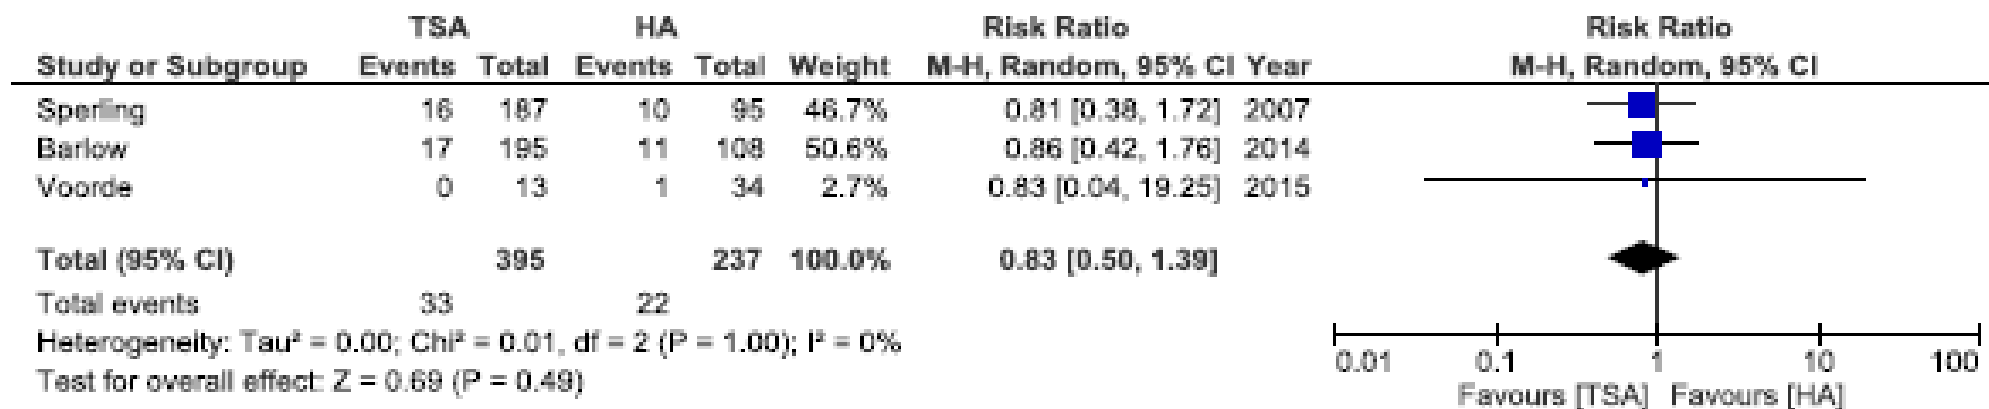 TSA HA Risk Ratio Risk Ratio
Study or Subgroup Events Total Events Total Weight M-H, Random, 95% CI Year M-H, Random, 95% CI
Sperling 16 187 10 95 46.7% 0.81 [0.38, 1.72] 2007
Barlow 17 195 11 108 50.6% 0.86 [0.42, 1.76] 2014
Voorde 0 13 1 34 2.7% 0.83 [0.04, 19.25] 2015
Total (95% CI) 395 237 100.0% 0.83 [0.50, 1.39]
Total events 33 22
Heterogeneity: Tau² = 0.00; Chi² = 0.01, df = 2 (P = 1.00); I² = 0%
Test for overall effect: Z = 0.69 (P = 0.49)
0.01 0.1 1 10 100
Favours [TSA] Favours [HA]